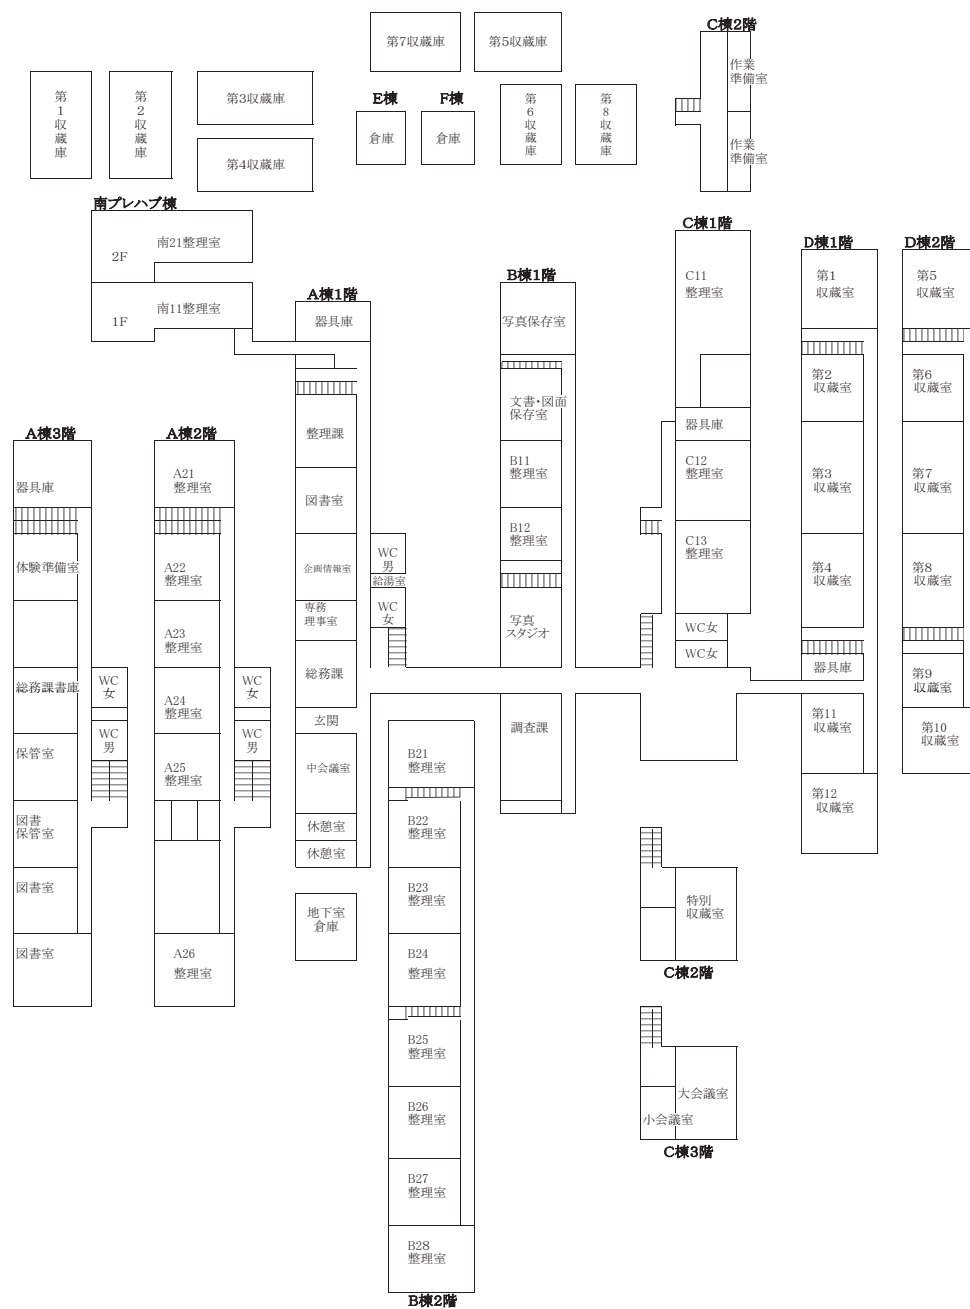 第7収蔵庫
第5収蔵庫
C棟2階
作業
準備室
作業
準備室
第1収蔵庫
第2収蔵庫
第3収蔵庫
第4収蔵庫
E棟
倉庫
F棟
倉庫
第6収蔵庫
第8収蔵庫
南プレハブ棟
2F
南21整理室
1F
南11整理室
A棟3階
器具庫
体験準備室
総務課書庫
保管室
図書
保管室
図書室
図書室
WC
女
WC
男
A棟2階
A21
整理室
A22
整理室
A23
整理室
A24
整理室
A25
整理室
A26
整理室
WC
女
WC
男
A棟1階
器具庫
整理課
図書室
企画情報室
専務
理事室
総務課
玄関
中会議室
休憩室
休憩室
地下室
倉庫
WC
男
給湯室
WC
女
B棟1階
写真保存室
文書・図面
保存室
B11
整理室
B12
整理室
写真
スタジオ
調査課
B21
整理室
B22
整理室
B23
整理室
B24
整理室
B25
整理室
B26
整理室
B27
整理室
B28
整理室
B棟2階
C棟1階
C11
整理室
器具庫
C12
整理室
C13
整理室
WC女
WC女
特別
収蔵室
C棟2階
大会議室
小会議室
C棟3階
D棟1階
第1
収蔵室
第2
収蔵室
第3
収蔵室
第4
収蔵室
器具庫
第11
収蔵室
第12
収蔵室
D棟2階
第5
収蔵室
第6
収蔵室
第7
収蔵室
第8
収蔵室
第9
収蔵室
第10
収蔵室